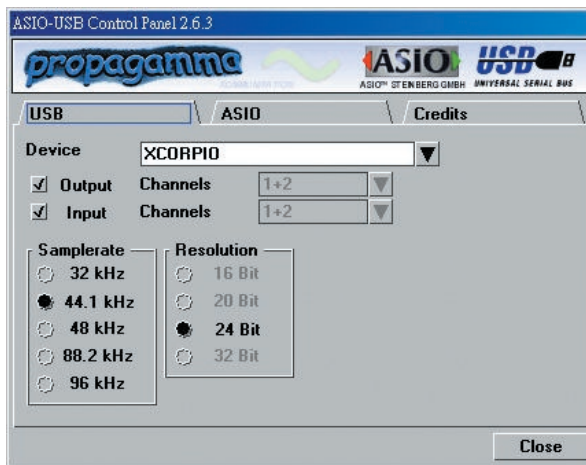 ASIO-USB Control Panel 2.6.3
propagamma
ASIO
ASIO™ STEINBERG GMBH
USB
UNIVERSAL SERIAL BUS
USB ASIO Credits
Device XCORPIO
Output Channels 1+2
Input Channels 1+2
Samplerate Resolution
32 kHz 16 Bit
44.1 kHz 20 Bit
48 kHz 24 Bit
88.2 kHz 32 Bit
96 kHz
Close